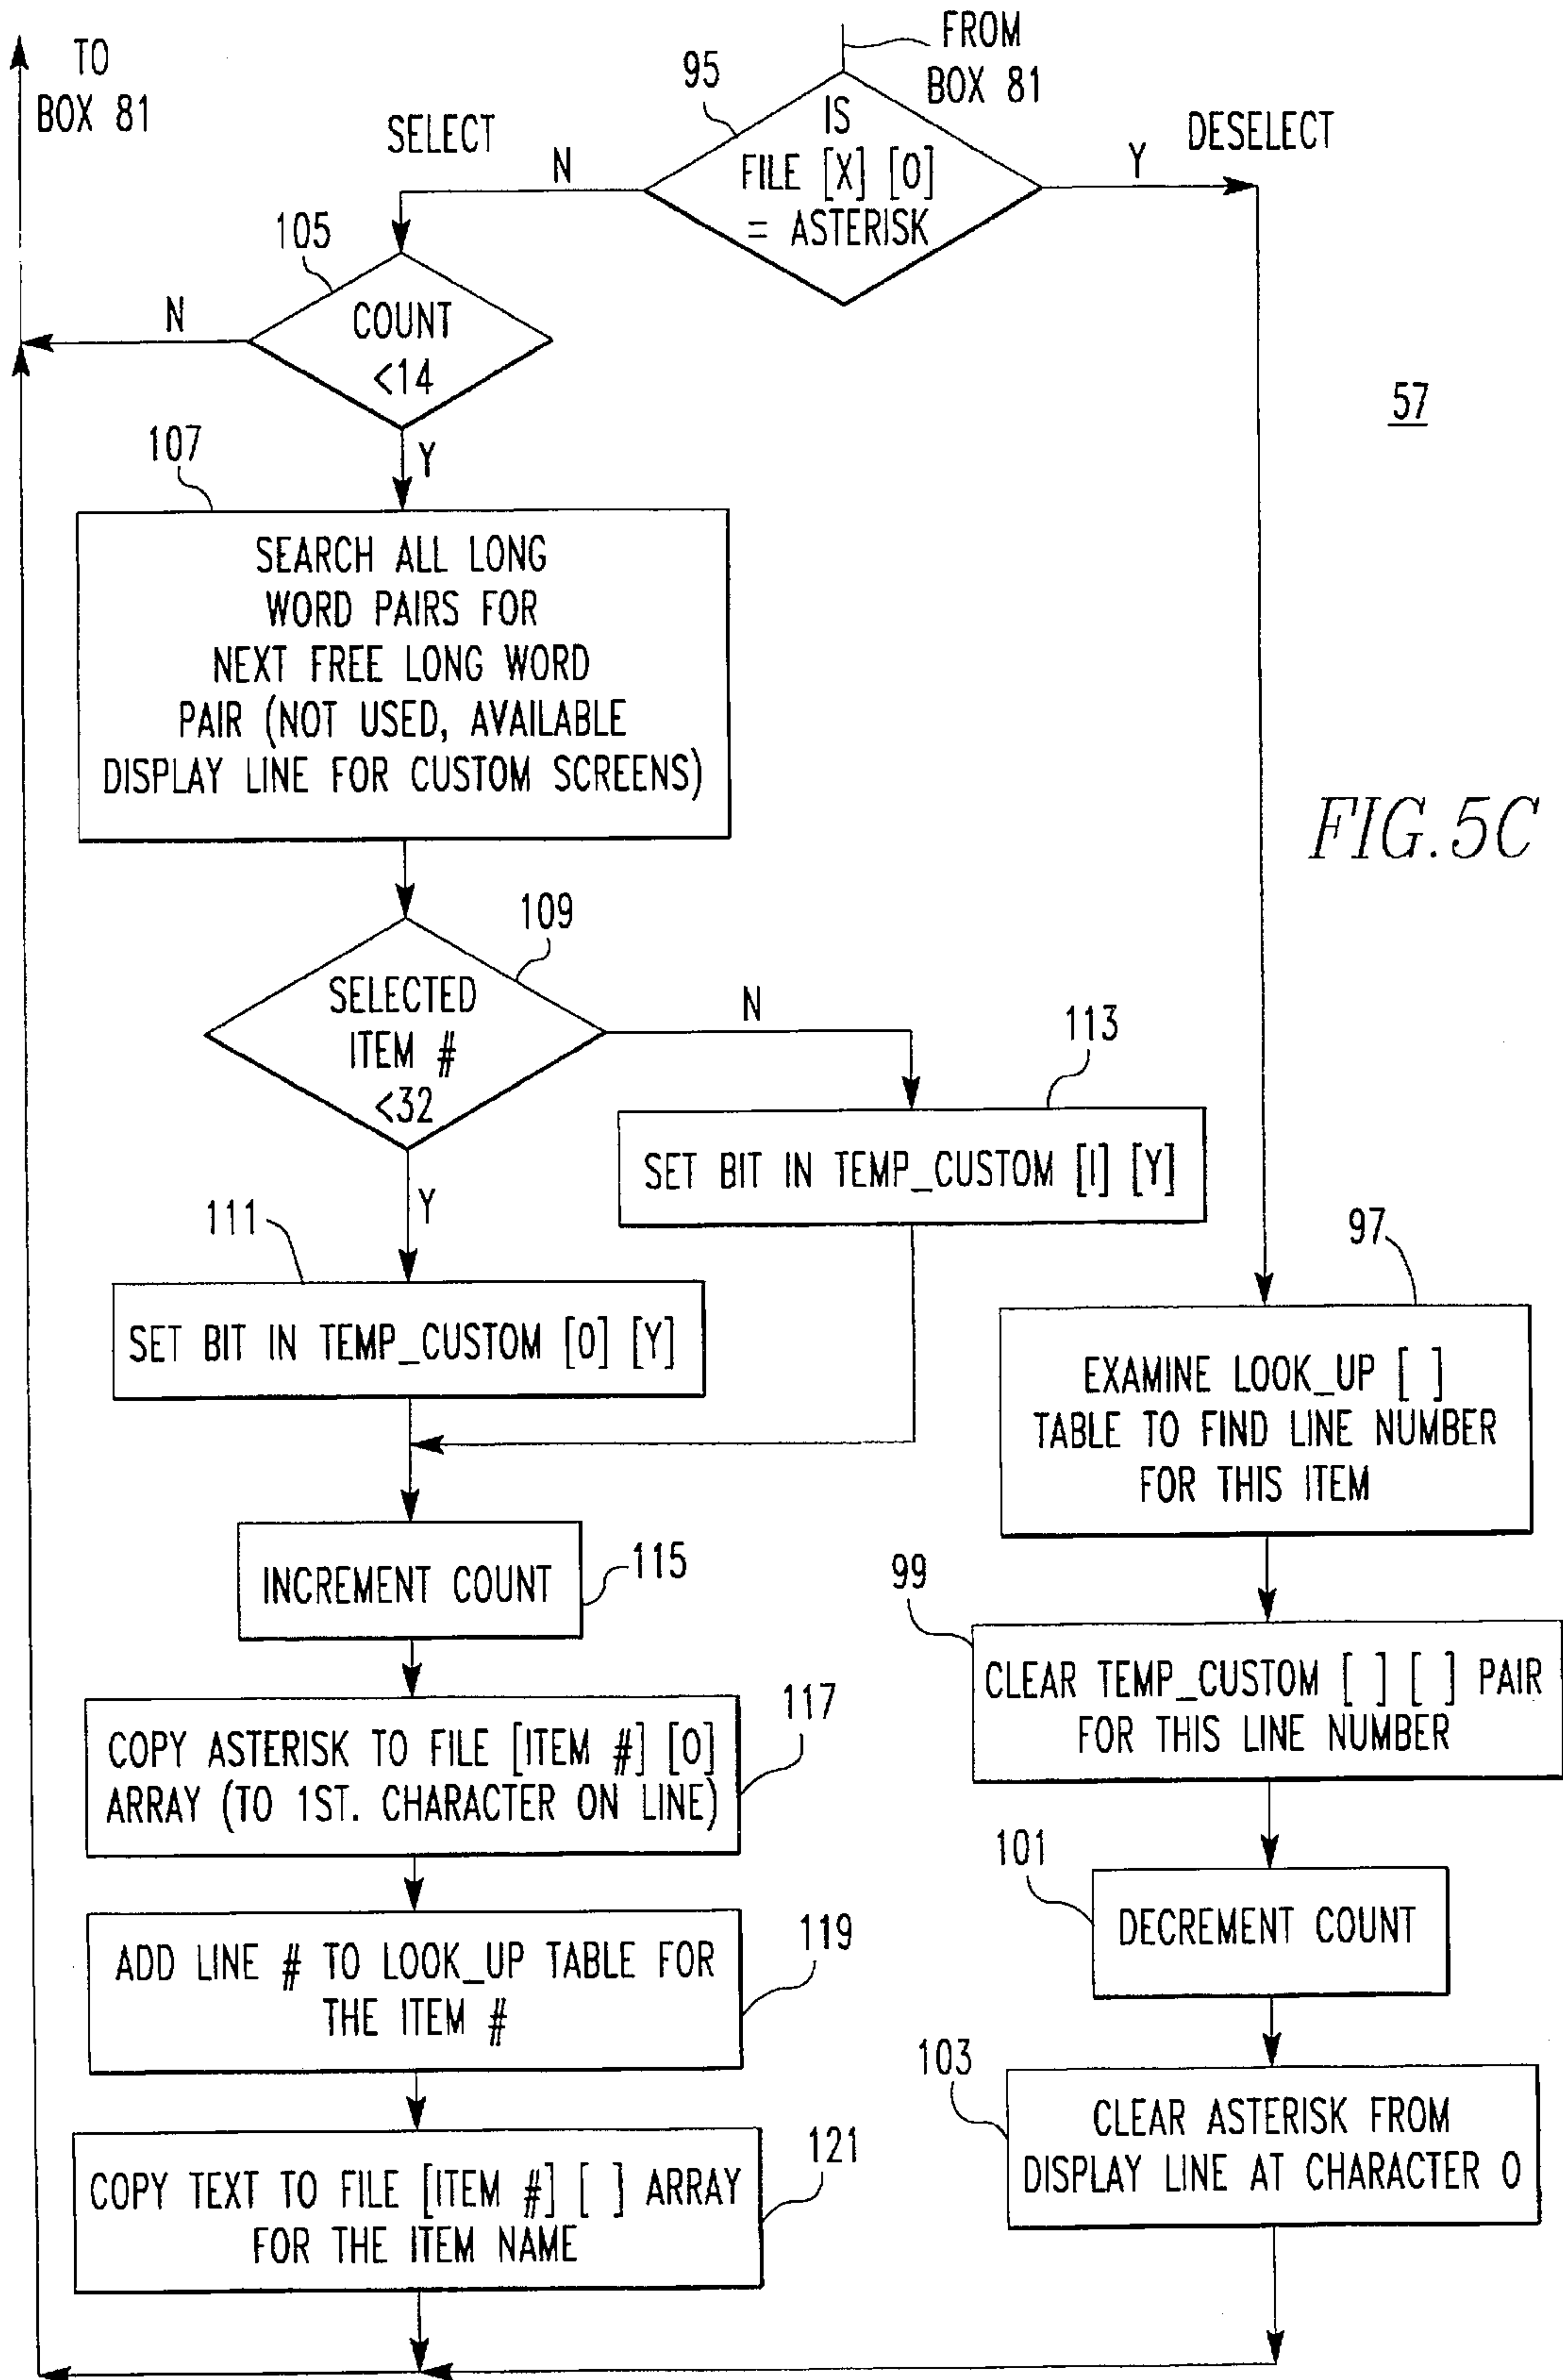 TO
BOX 81
FROM
BOX 81
95
IS
FILE [X] [0]
= ASTERISK
SELECT
N
Y
DESELECT
105
COUNT
<14
N
Y
57
107
SEARCH ALL LONG
WORD PAIRS FOR
NEXT FREE LONG WORD
PAIR (NOT USED, AVAILABLE
DISPLAY LINE FOR CUSTOM SCREENS)
FIG.5C
109
SELECTED
ITEM #
<32
N
Y
113
SET BIT IN TEMP_CUSTOM [1] [Y]
111
SET BIT IN TEMP_CUSTOM [0] [Y]
97
EXAMINE LOOK_UP [ ]
TABLE TO FIND LINE NUMBER
FOR THIS ITEM
INCREMENT COUNT
115
99
CLEAR TEMP_CUSTOM [ ] [ ] PAIR
FOR THIS LINE NUMBER
COPY ASTERISK TO FILE [ITEM #] [0]
ARRAY (TO 1ST. CHARACTER ON LINE)
117
101
DECREMENT COUNT
ADD LINE # TO LOOK_UP TABLE FOR
THE ITEM #
119
103
CLEAR ASTERISK FROM
DISPLAY LINE AT CHARACTER 0
COPY TEXT TO FILE [ITEM #] [ ] ARRAY
FOR THE ITEM NAME
121